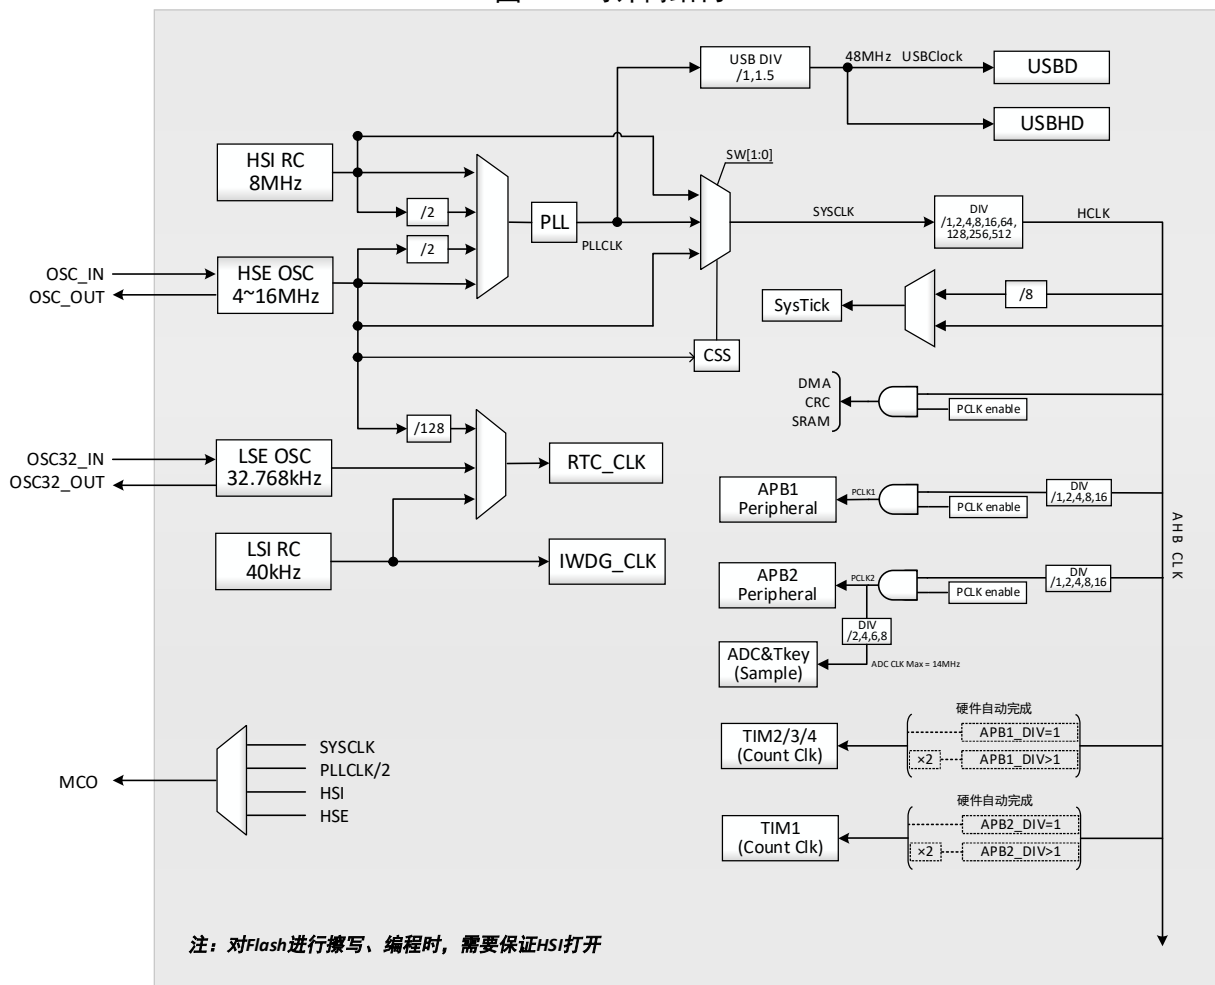 USB DIV
/1,1.5
48MHz USBClock
USBD
USBHD
HSI RC
8MHz
SW[1:0]
/2
PLL
PLLCLK
SYSCLK
DIV
/1,2,4,8,16,64,
128,256,512
HCLK
/2
OSC_IN
OSC_OUT
HSE OSC
4~16MHz
SysTick
/8
CSS
DMA
CRC
SRAM
PCLK enable
/128
OSC32_IN
OSC32_OUT
LSE OSC
32.768kHz
RTC_CLK
APB1
Peripheral
PCLK1
PCLK enable
DIV
/1,2,4,8,16
AHB CLK
LSI RC
40kHz
IWDG_CLK
APB2
Peripheral
PCLK2
PCLK enable
DIV
/1,2,4,8,16
DIV
/2,4,6,8
ADC&Tkey
(Sample)
ADC CLK Max = 14MHz
硬件自动完成
TIM2/3/4
(Count Clk)
APB1_DIV=1
×2
APB1_DIV>1
MCO
SYSCLK
PLLCLK/2
HSI
HSE
硬件自动完成
TIM1
(Count Clk)
APB2_DIV=1
×2
APB2_DIV>1
注：对Flash进行擦写、编程时，需要保证HSI打开